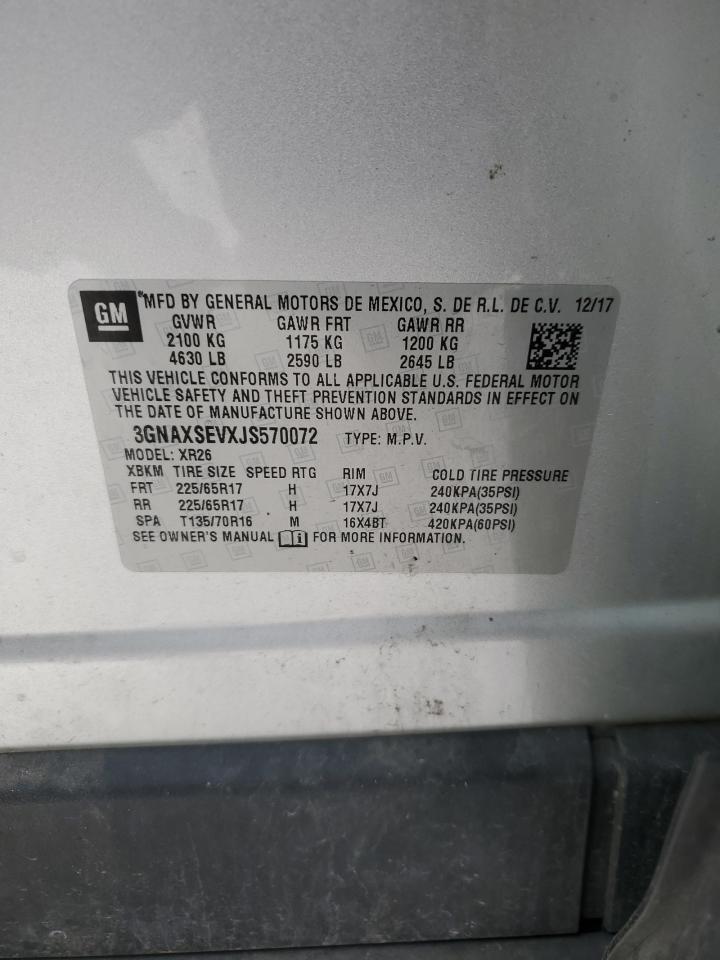 GM ®MFD BY GENERAL MOTORS DE MEXICO, S. DE R.L. DE C.V. 12/17
GVWR GAWR FRT GAWR RR
2100 KG 1175 KG 1200 KG
4630 LB 2590 LB 2645 LB
THIS VEHICLE CONFORMS TO ALL APPLICABLE U.S. FEDERAL MOTOR
VEHICLE SAFETY AND THEFT PREVENTION STANDARDS IN EFFECT ON
THE DATE OF MANUFACTURE SHOWN ABOVE.
3GNAXSEVXJS570072 TYPE: M.P.V.
MODEL: XR26
XBKM TIRE SIZE SPEED RTG RIM COLD TIRE PRESSURE
FRT 225/65R17 H 17X7J 240KPA(35PSI)
RR 225/65R17 H 17X7J 240KPA(35PSI)
SPA T135/70R16 M 16X4BT 420KPA(60PSI)
SEE OWNER'S MANUAL i FOR MORE INFORMATION.